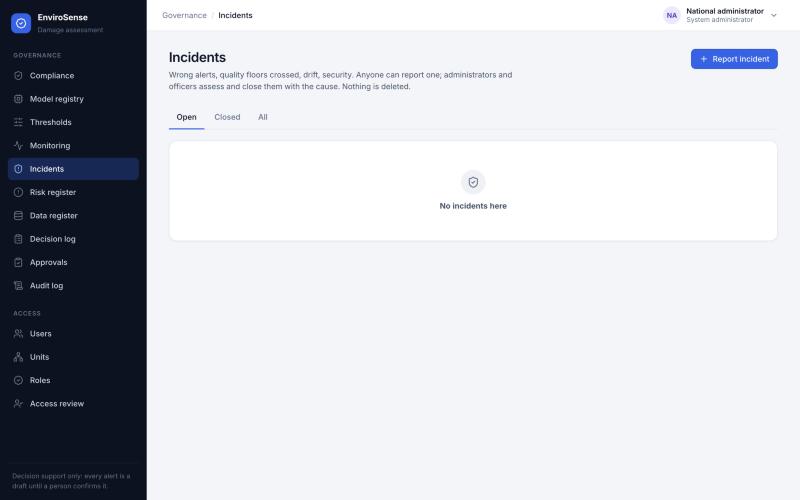 EnviroSense
Damage assessment
GOVERNANCE
Compliance
Model registry
Thresholds
Monitoring
Incidents
Risk register
Data register
Decision log
Approvals
Audit log
ACCESS
Users
Units
Roles
Access review
Decision support only: every alert is a
draft until a person confirms it.
Governance / Incidents
NA
National administrator
System administrator
Incidents
Wrong alerts, quality floors crossed, drift, security. Anyone can report one; administrators and
officers assess and close them with the cause. Nothing is deleted.
+ Report incident
Open
Closed
All
No incidents here